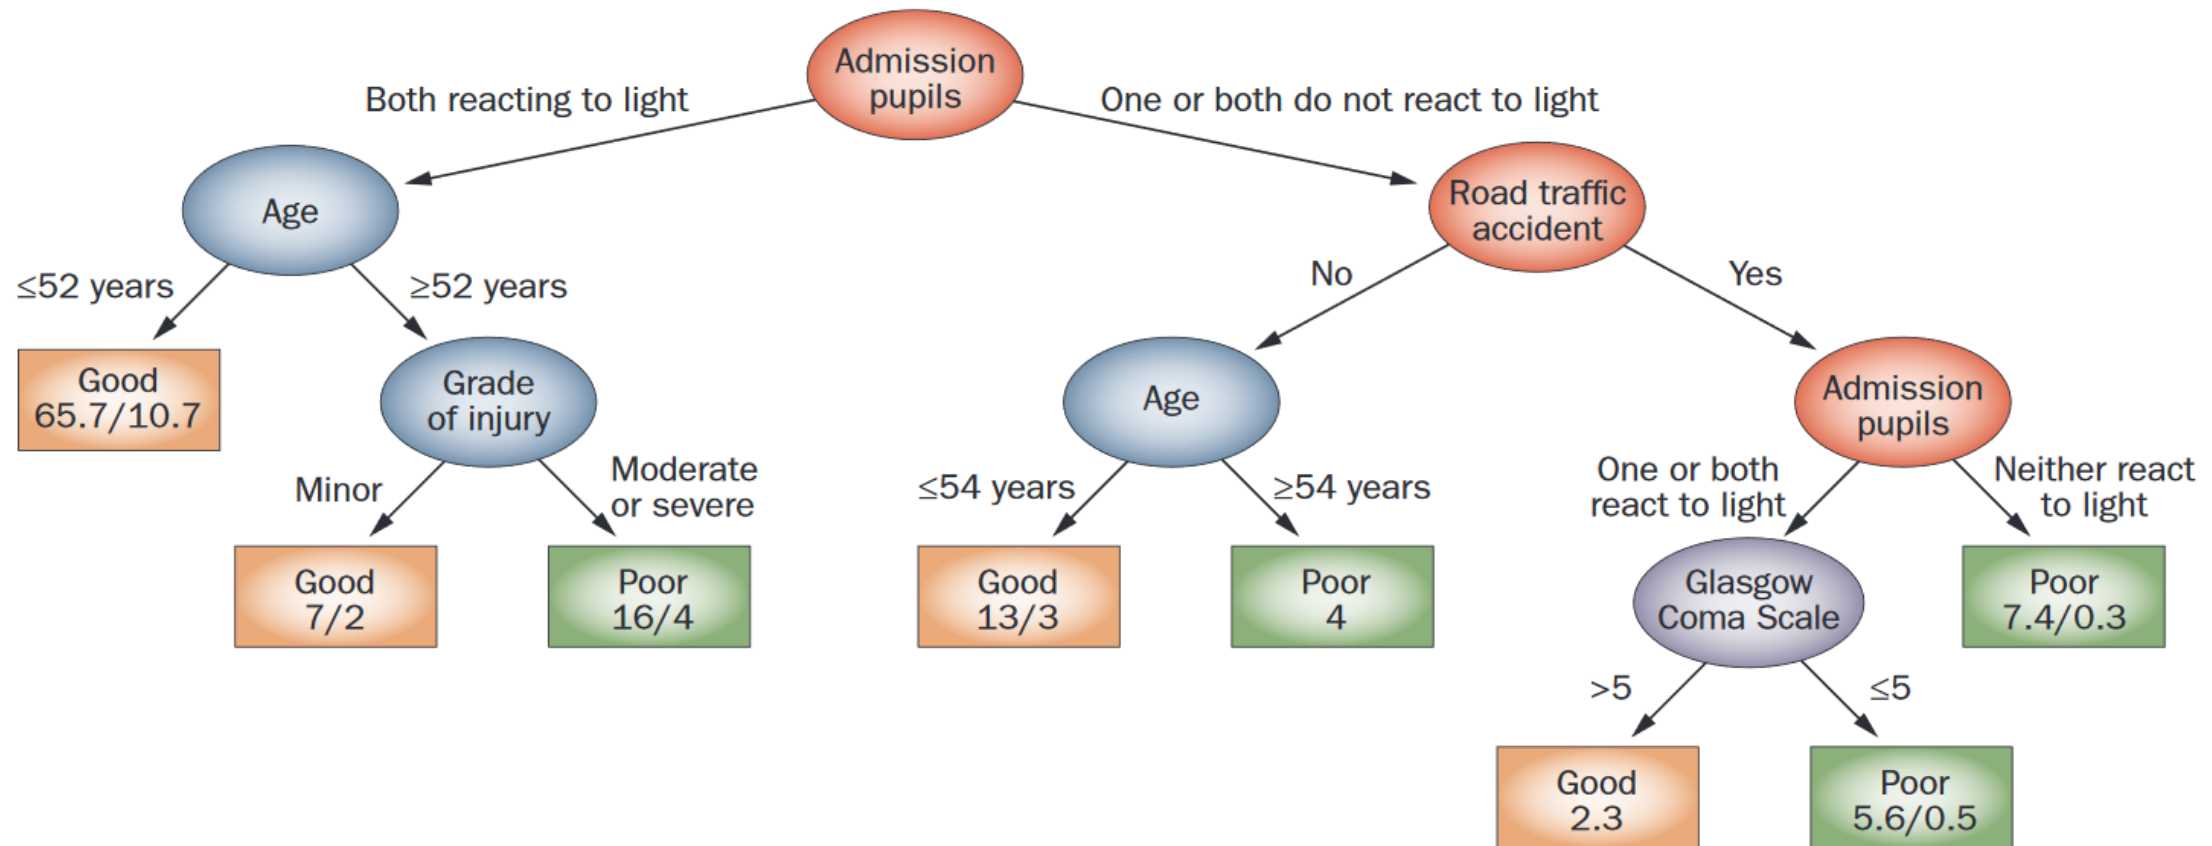 Admission
pupils
Both reacting to light
One or both do not react to light
Age
Road traffic
accident
≤52 years
≥52 years
No
Yes
Good
65.7/10.7
Grade
of injury
Age
Admission
pupils
Minor
Moderate
or severe
≤54 years
≥54 years
One or both
react to light
Neither react
to light
Good
7/2
Poor
16/4
Good
13/3
Poor
4
Glasgow
Coma Scale
Poor
7.4/0.3
>5
≤5
Good
2.3
Poor
5.6/0.5